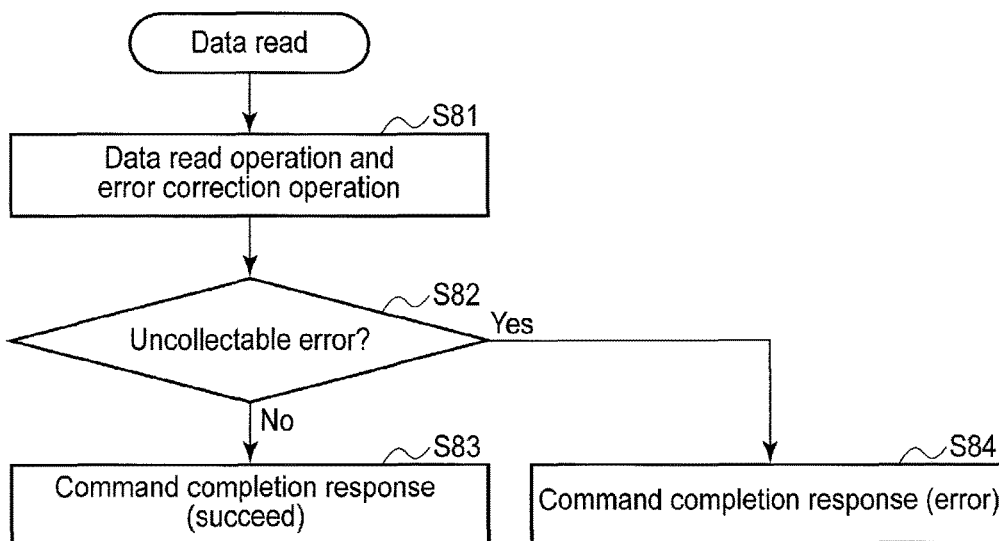 Data read
S81
Data read operation and
error correction operation
S82
Uncollectable error?
Yes
No
S83
Command completion response
(succeed)
S84
Command completion response (error)